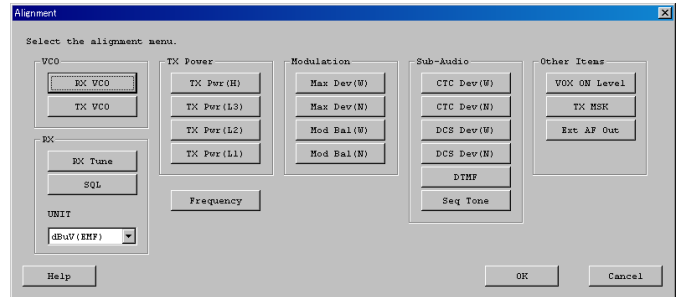 Alignment
Select the alignment menu.
VCO
RX VCO
TX VCO
RX
RX Tune
SQL
UNIT
dBuV(EMF)
TX Power
TX Pwr(H)
TX Pwr(L3)
TX Pwr(L2)
TX Pwr(L1)
Frequency
Modulation
Max Dev(W)
Max Dev(N)
Mod Bal(W)
Mod Bal(N)
Sub-Audio
CTC Dev(W)
CTC Dev(N)
DCS Dev(W)
DCS Dev(N)
DTMF
Seq Tone
Other Items
VOX ON Level
TX MSK
Ext AF Out
Help
OK
Cancel